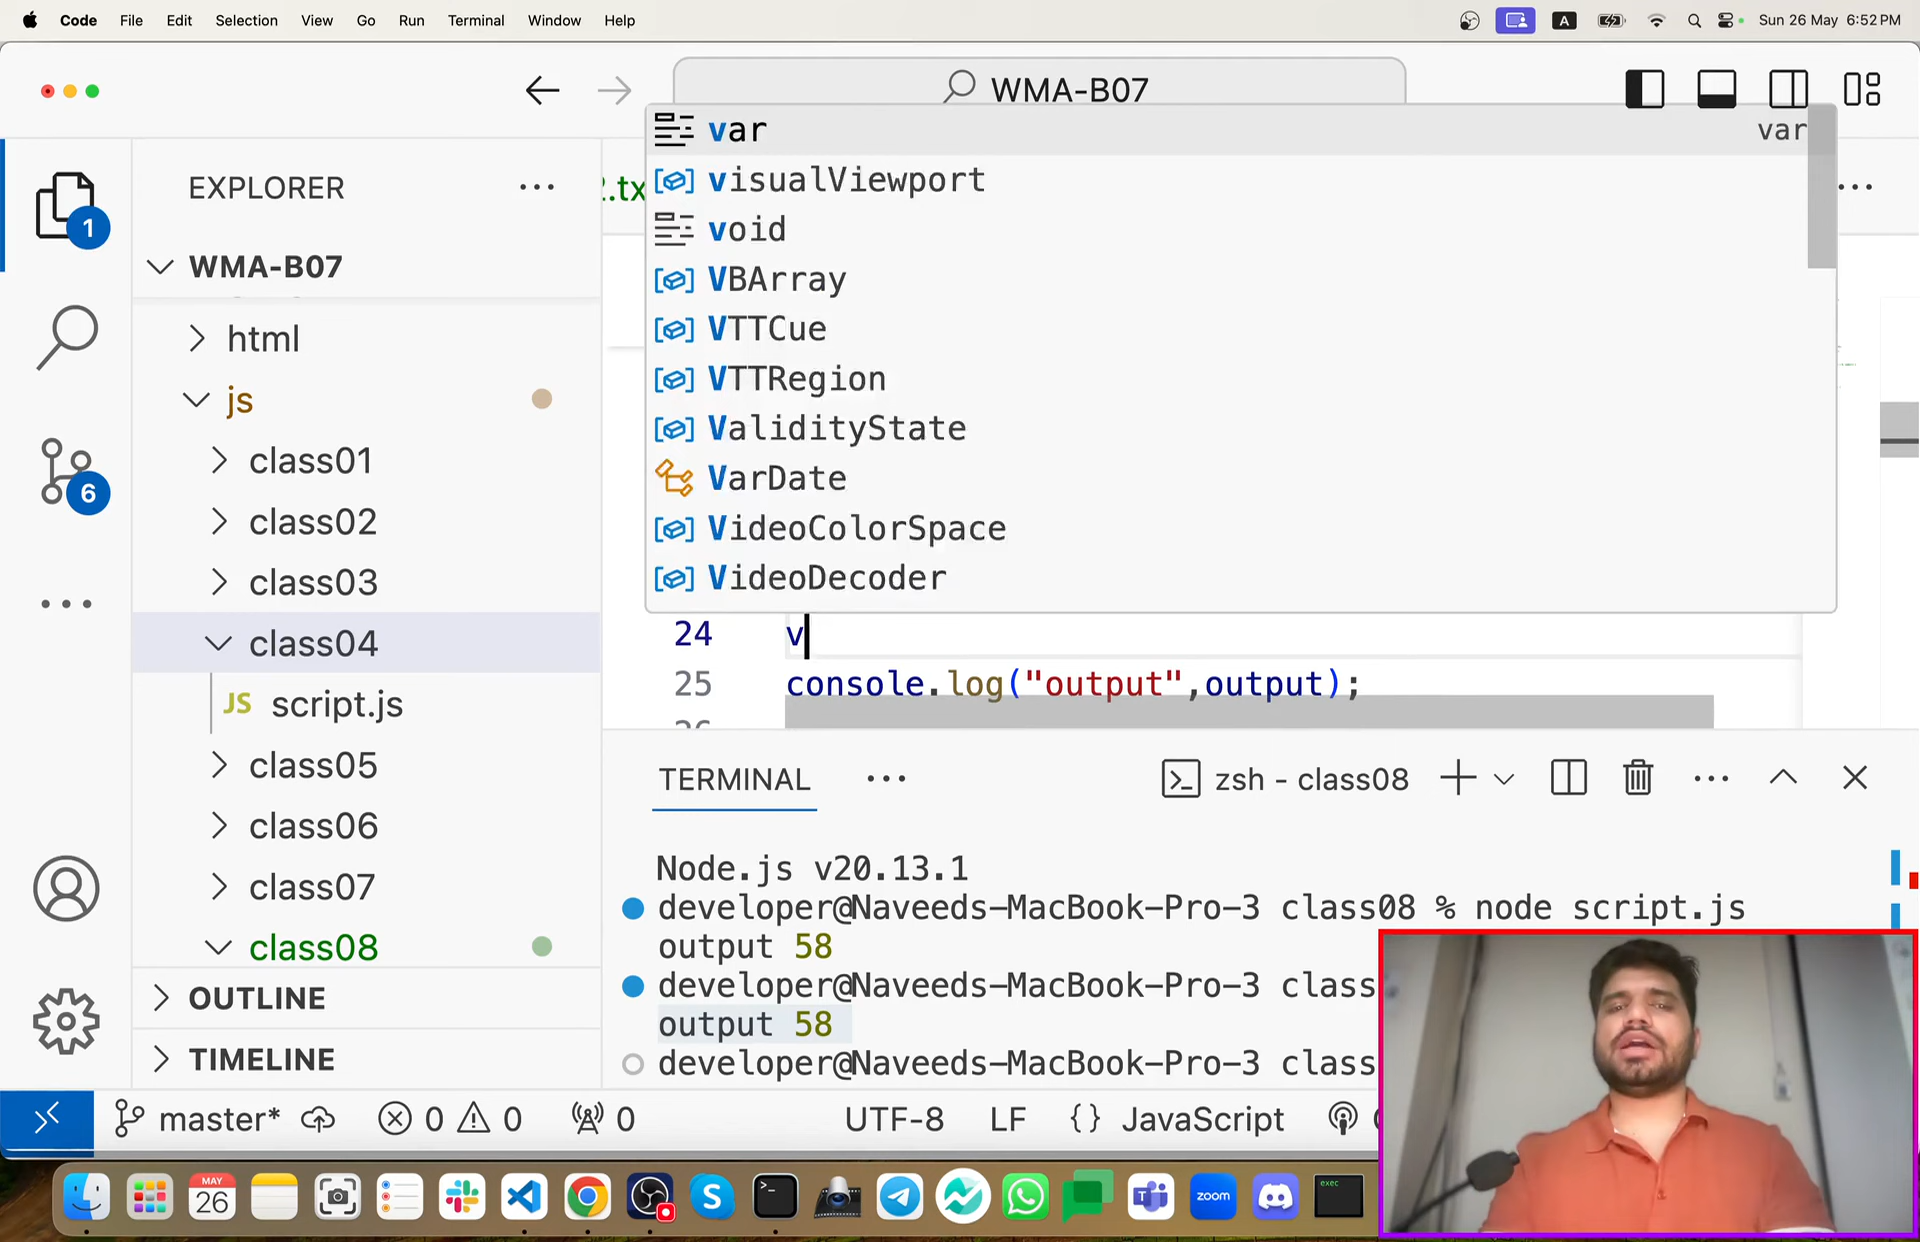 Code File Edit Selection View Go Run Terminal Window Help
A
Sun 26 May 6:52 PM
WMA-B07
EXPLORER
1
WMA-B07
html
js
class01
class02
6
class03
class04
JS script.js
class05
class06
class07
class08
OUTLINE
TIMELINE
2.tx
var
var
visualViewport
void
VBArray
VTTCue
VTTRegion
ValidityState
VarDate
VideoColorSpace
VideoDecoder
24 v
25 console.log("output",output);
TERMINAL
zsh - class08
Node.js v20.13.1
developer@Naveeds-MacBook-Pro-3 class08 % node script.js
output 58
developer@Naveeds-MacBook-Pro-3 class
output 58
developer@Naveeds-MacBook-Pro-3 class
master*
0
0
0
UTF-8
LF
{} JavaScript
MAY
26
S
zoom
exec